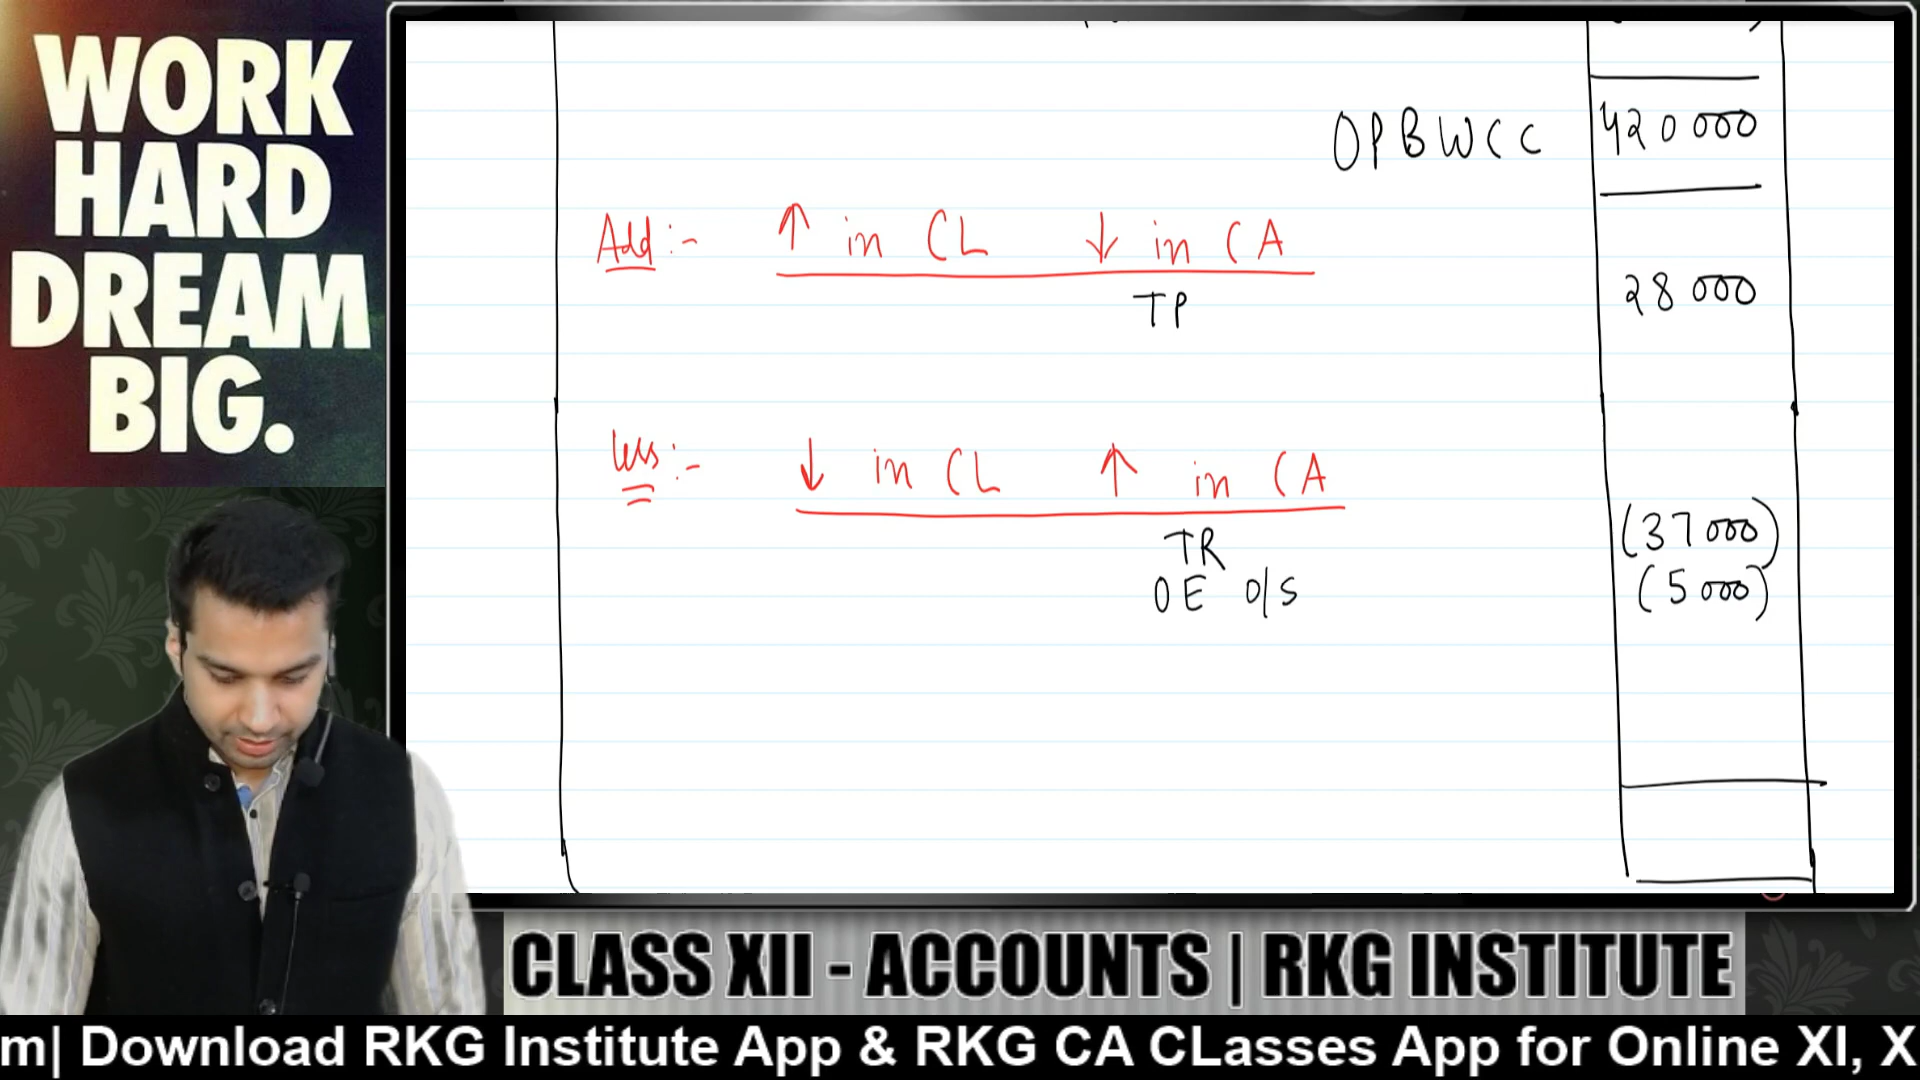 WORK
HARD
DREAM
BIG.
OPBWCC 420000
Add:- ↑ in CL ↓ in CA
TP 28000
Less:- ↓ in CL ↑ in CA
TR (37000)
OE O/S (5000)
CLASS XII - ACCOUNTS | RKG INSTITUTE
m| Download RKG Institute App & RKG CA CLasses App for Online XI, X